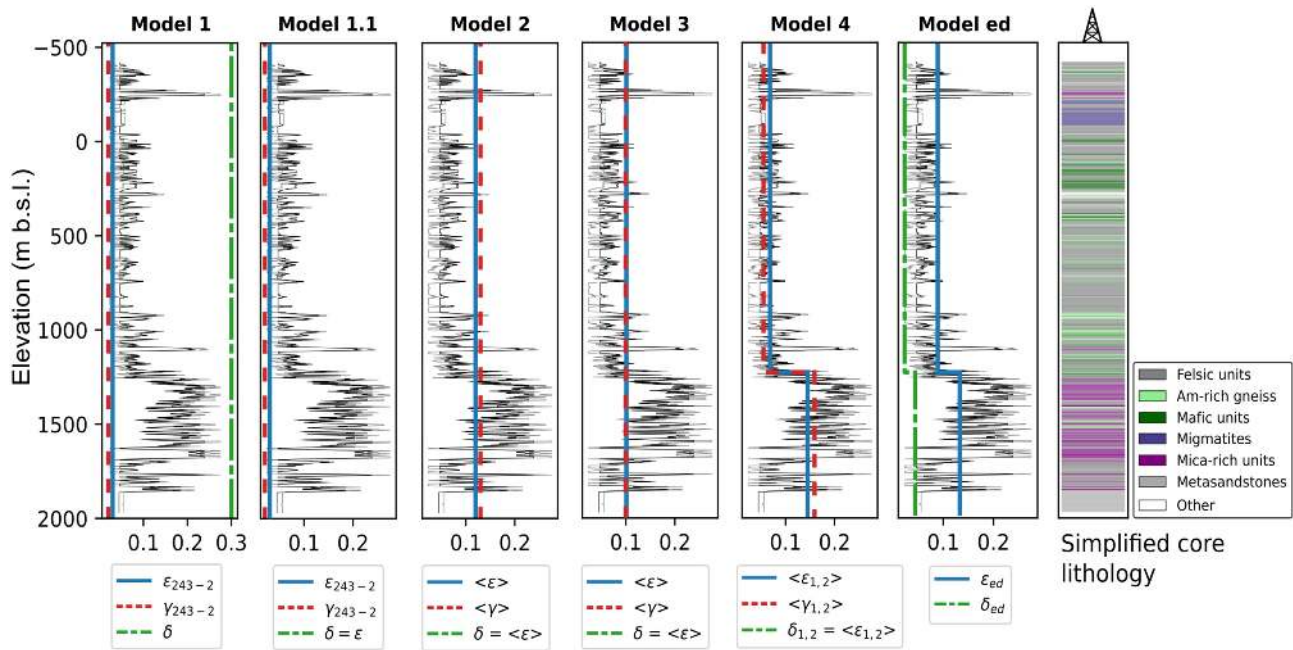 Model 1 Model 1.1 Model 2 Model 3 Model 4 Model ed
Elevation (m b.s.l.)
−500
0
500
1000
1500
2000
0.1 0.2 0.3 0.1 0.2 0.1 0.2 0.1 0.2 0.1 0.2 0.1 0.2
Felsic units
Am-rich gneiss
Mafic units
Migmatites
Mica-rich units
Metasandstones
Other
Simplified core
lithology
ε243−2
γ243−2
δ
ε243−2
γ243−2
δ = ε
<ε>
<γ>
δ = <ε>
<ε>
<γ>
δ = <ε>
<ε1,2>
<γ1,2>
δ1,2 = <ε1,2>
εed
δed